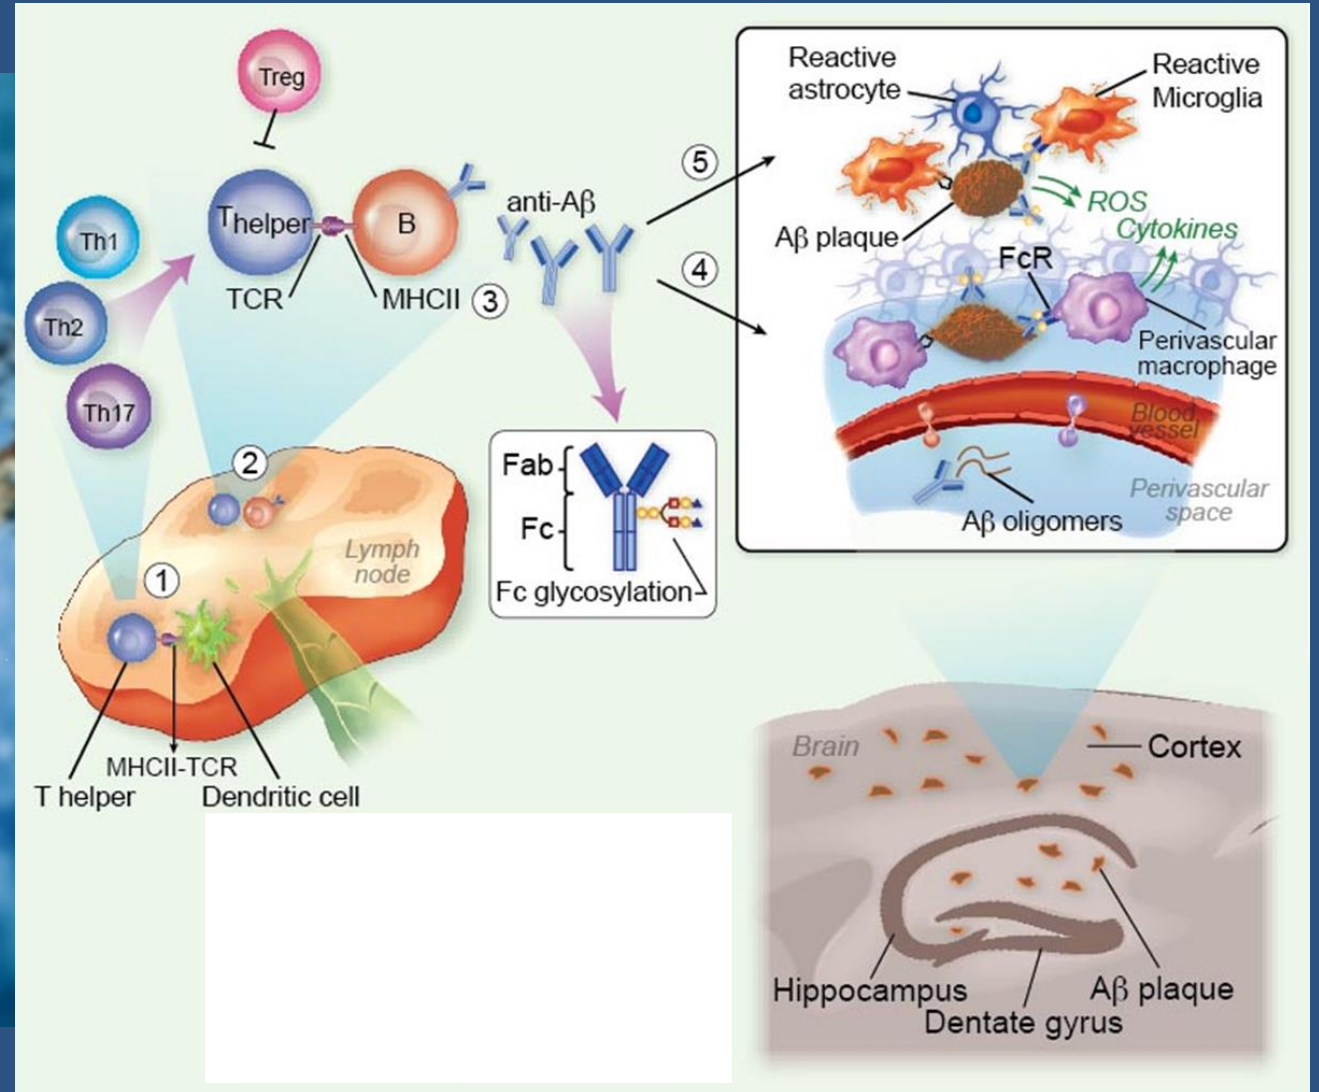 Treg
Thelper
B
TCR
MHCII
③
Th1
Th2
Th17
anti-Aβ
⑤
④
②
①
Lymph
node
MHCII-TCR
T helper
Dendritic cell
Fab
Fc
Fc glycosylation
Reactive
astrocyte
Reactive
Microglia
Aβ plaque
ROS
Cytokines
FcR
Perivascular
macrophage
Blood
vessel
Perivascular
space
Aβ oligomers
Brain
Cortex
Hippocampus
Aβ plaque
Dentate gyrus